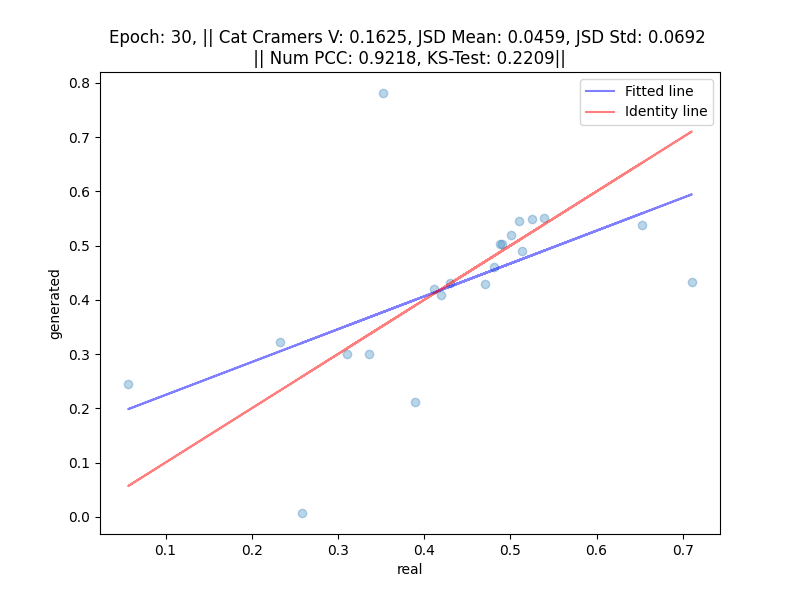 Epoch: 30, || Cat Cramers V: 0.1625, JSD Mean: 0.0459, JSD Std: 0.0692
|| Num PCC: 0.9218, KS-Test: 0.2209||
Fitted line
Identity line
0.8
0.7
0.6
0.5
0.4
0.3
0.2
0.1
0.0
generated
0.1 0.2 0.3 0.4 0.5 0.6 0.7
real